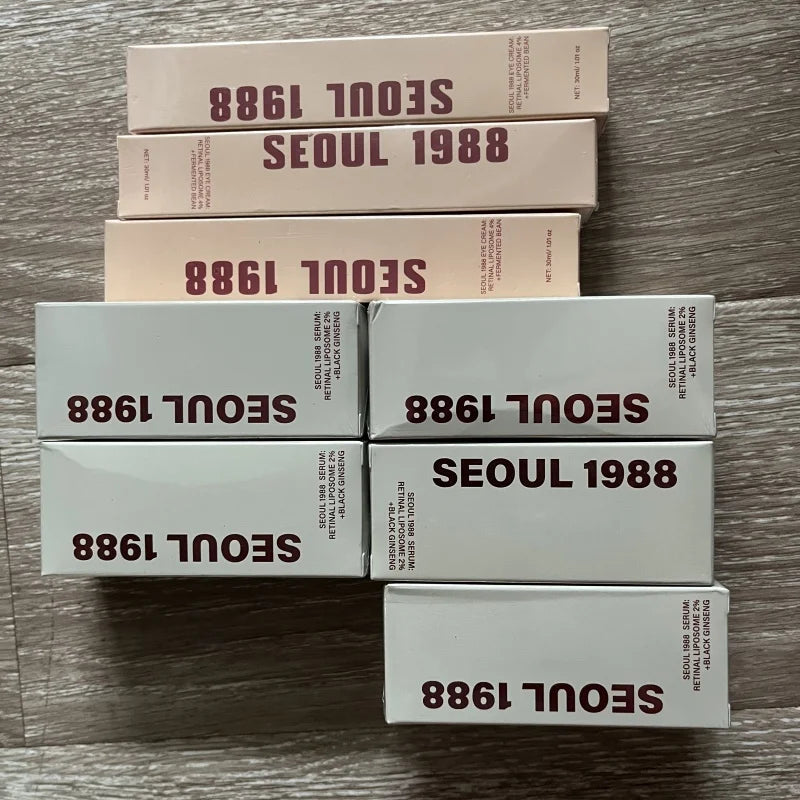 SEOUL 1988
SEOUL 1988 EYE CREAM:
RETINAL LIPOSOME 4%
+FERMENTED BEAN
NET: 30ml/ 1.01 oz
NET: 30ml/ 1.01 oz
SEOUL 1988 EYE CREAM:
RETINAL LIPOSOME 4%
+FERMENTED BEAN
SEOUL 1988
SEOUL 1988
SEOUL 1988 EYE CREAM:
RETINAL LIPOSOME 4%
+FERMENTED BEAN
NET: 30ml/ 1.01 oz
SEOUL 1988
SEOUL 1988 SERUM:
RETINAL LIPOSOME 2%
+BLACK GINSENG
SEOUL 1988
SEOUL 1988 SERUM:
RETINAL LIPOSOME 2%
+BLACK GINSENG
SEOUL 1988
SEOUL 1988 SERUM:
RETINAL LIPOSOME 2%
+BLACK GINSENG
SEOUL 1988
SEOUL 1988 SERUM:
RETINAL LIPOSOME 2%
+BLACK GINSENG
SEOUL 1988
SEOUL 1988 SERUM:
RETINAL LIPOSOME 2%
+BLACK GINSENG